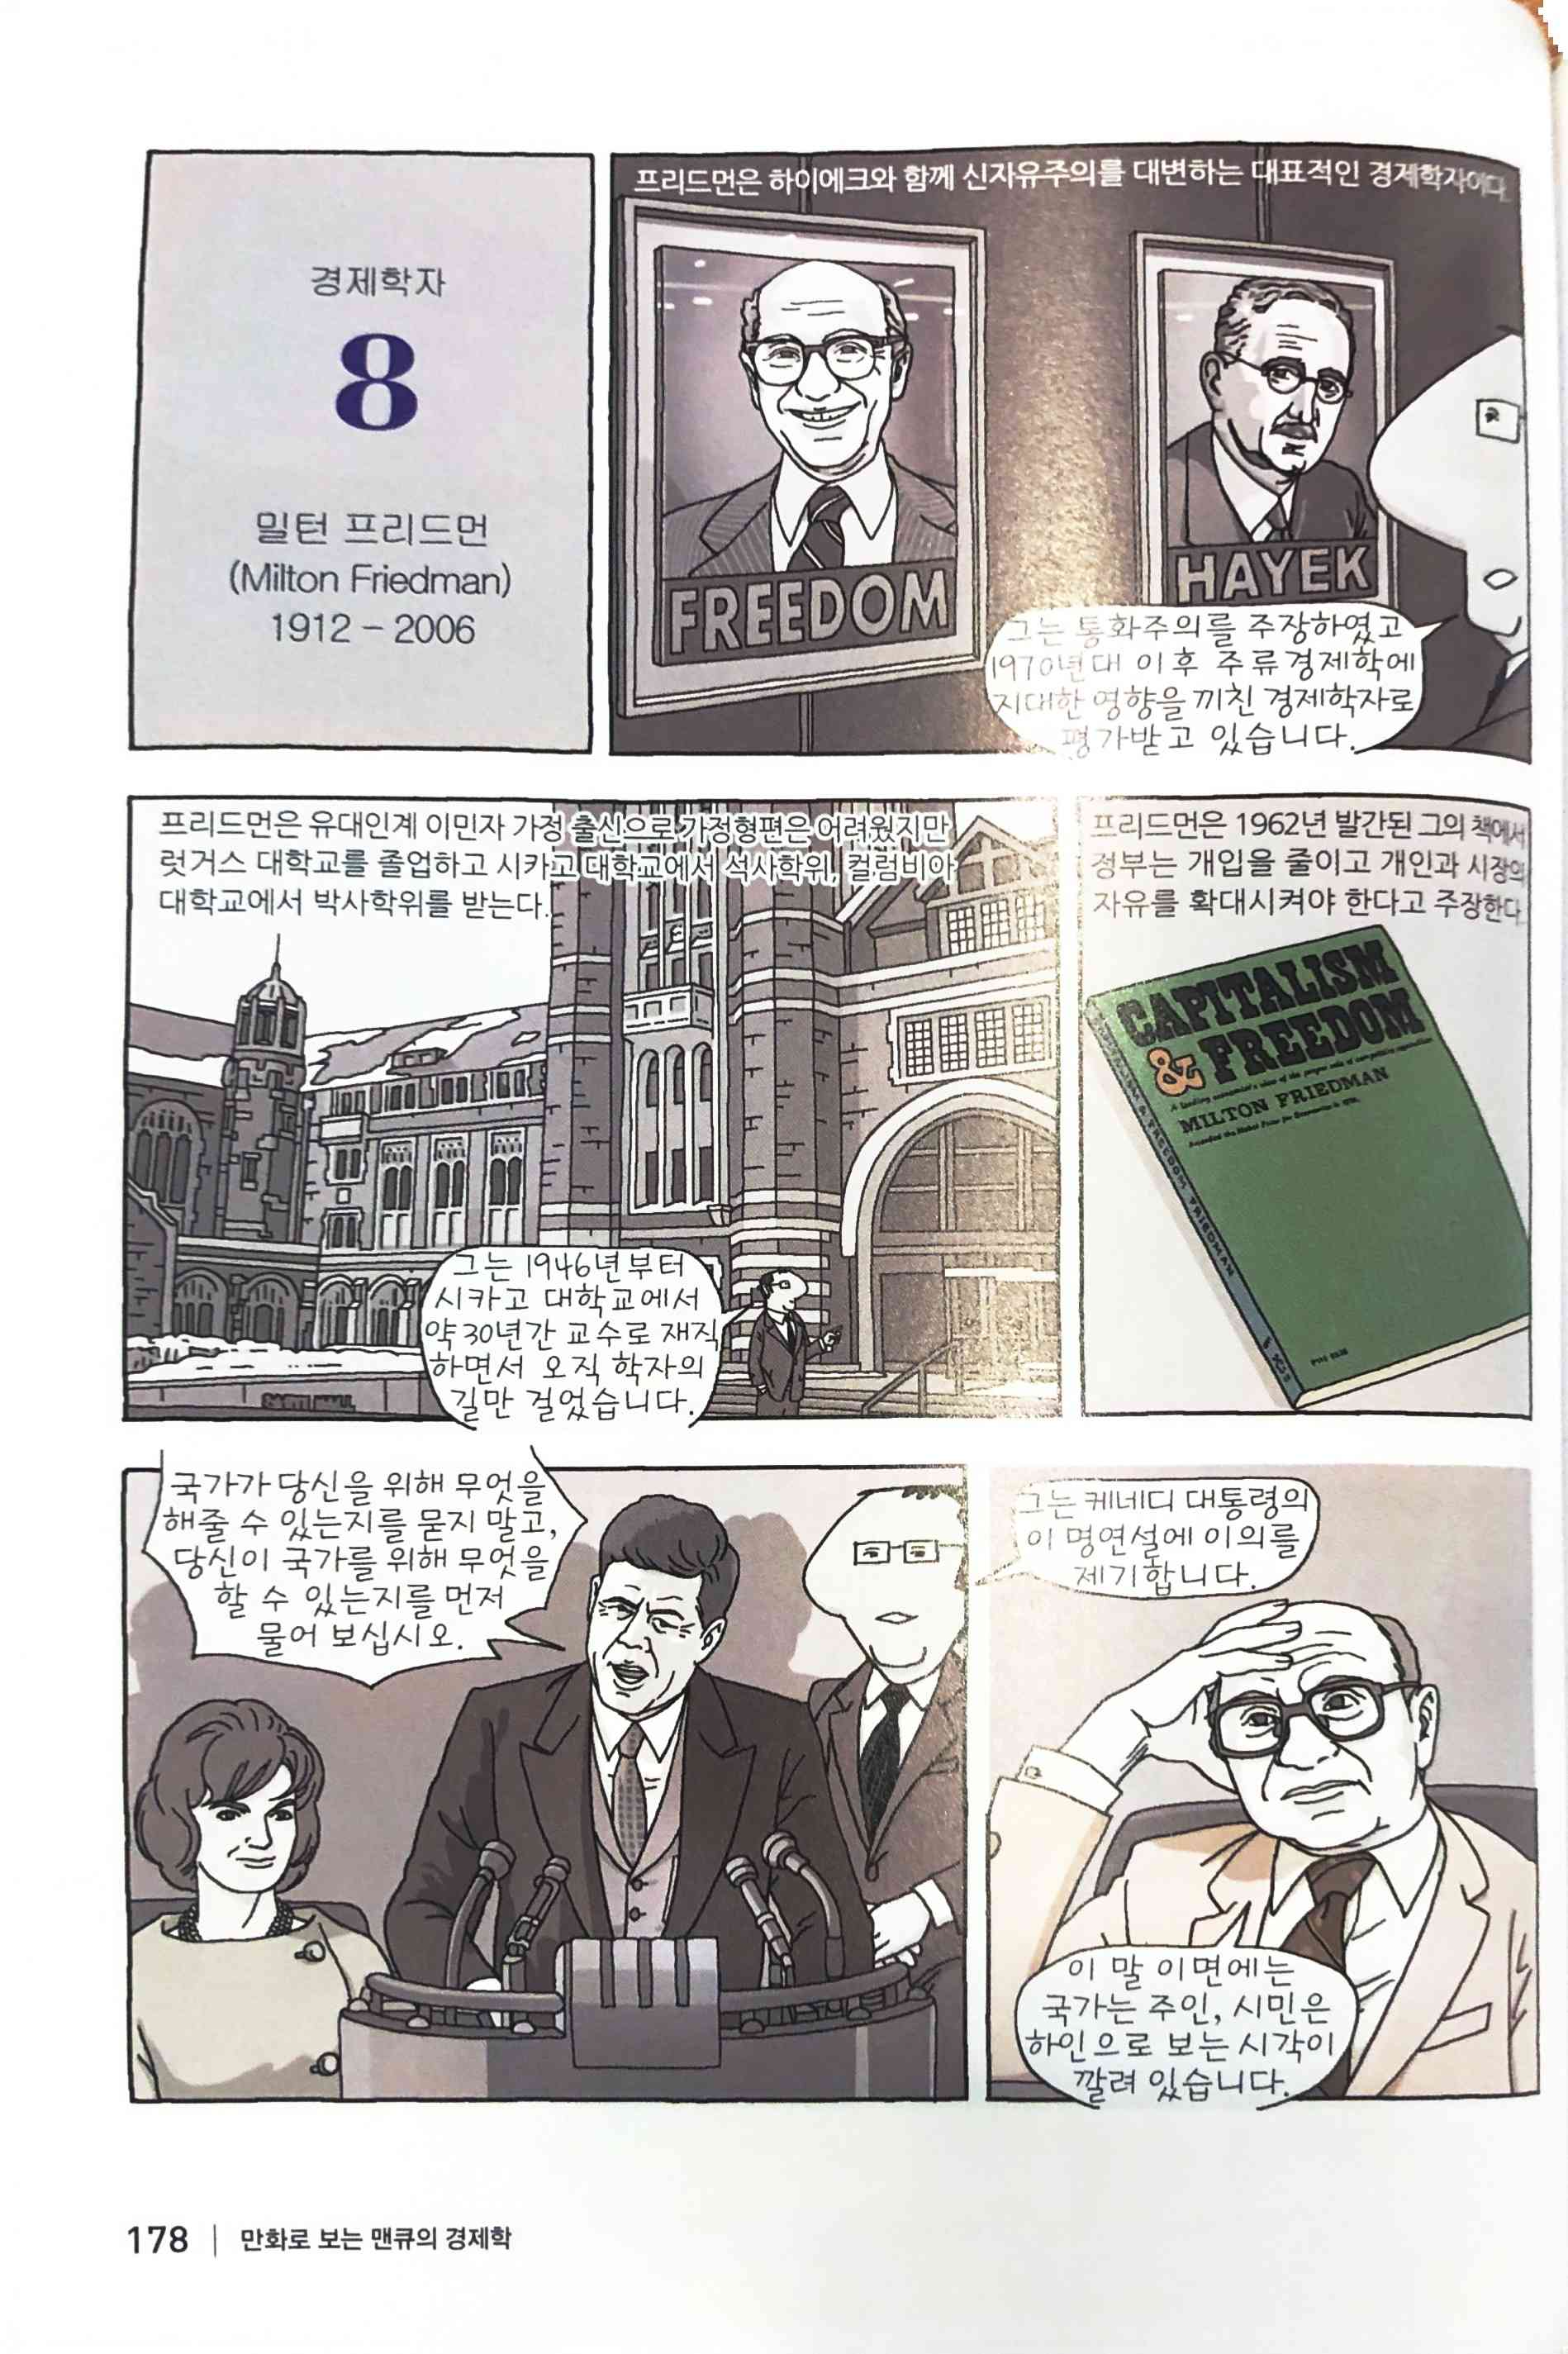 경제학자
8
밀턴 프리드먼
(Milton Friedman)
1912 – 2006
프리드먼은 하이에크와 함께 신자유주의를 대변하는 대표적인 경제학자이다.
FREEDOM
HAYEK
그는 통화주의를 주장하였고
1970년대 이후 주류경제학에
지대한 영향을 끼친 경제학자로
평가받고 있습니다.
프리드먼은 유대인계 이민자 가정 출신으로 가정형편은 어려웠지만
럿거스 대학교를 졸업하고 시카고 대학교에서 석사학위, 컬럼비아
대학교에서 박사학위를 받는다.
그는 1946년부터
시카고 대학교에서
약 30년간 교수로 재직
하면서 오직 학자의
길만 걸었습니다.
프리드먼은 1962년 발간된 그의 책에서
정부는 개입을 줄이고 개인과 시장의
자유를 확대시켜야 한다고 주장한다.
CAPITALISM
& FREEDOM
A leading economist's view of the proper role of competitive capitalism
MILTON FRIEDMAN
국가가 당신을 위해 무엇을
해줄 수 있는지를 묻지 말고,
당신이 국가를 위해 무엇을
할 수 있는지를 먼저
물어 보십시오.
그는 케네디 대통령의
이 명연설에 이의를
제기합니다.
이 말 이면에는
국가는 주인, 시민은
하인으로 보는 시각이
깔려 있습니다.
178 | 만화로 보는 맨큐의 경제학